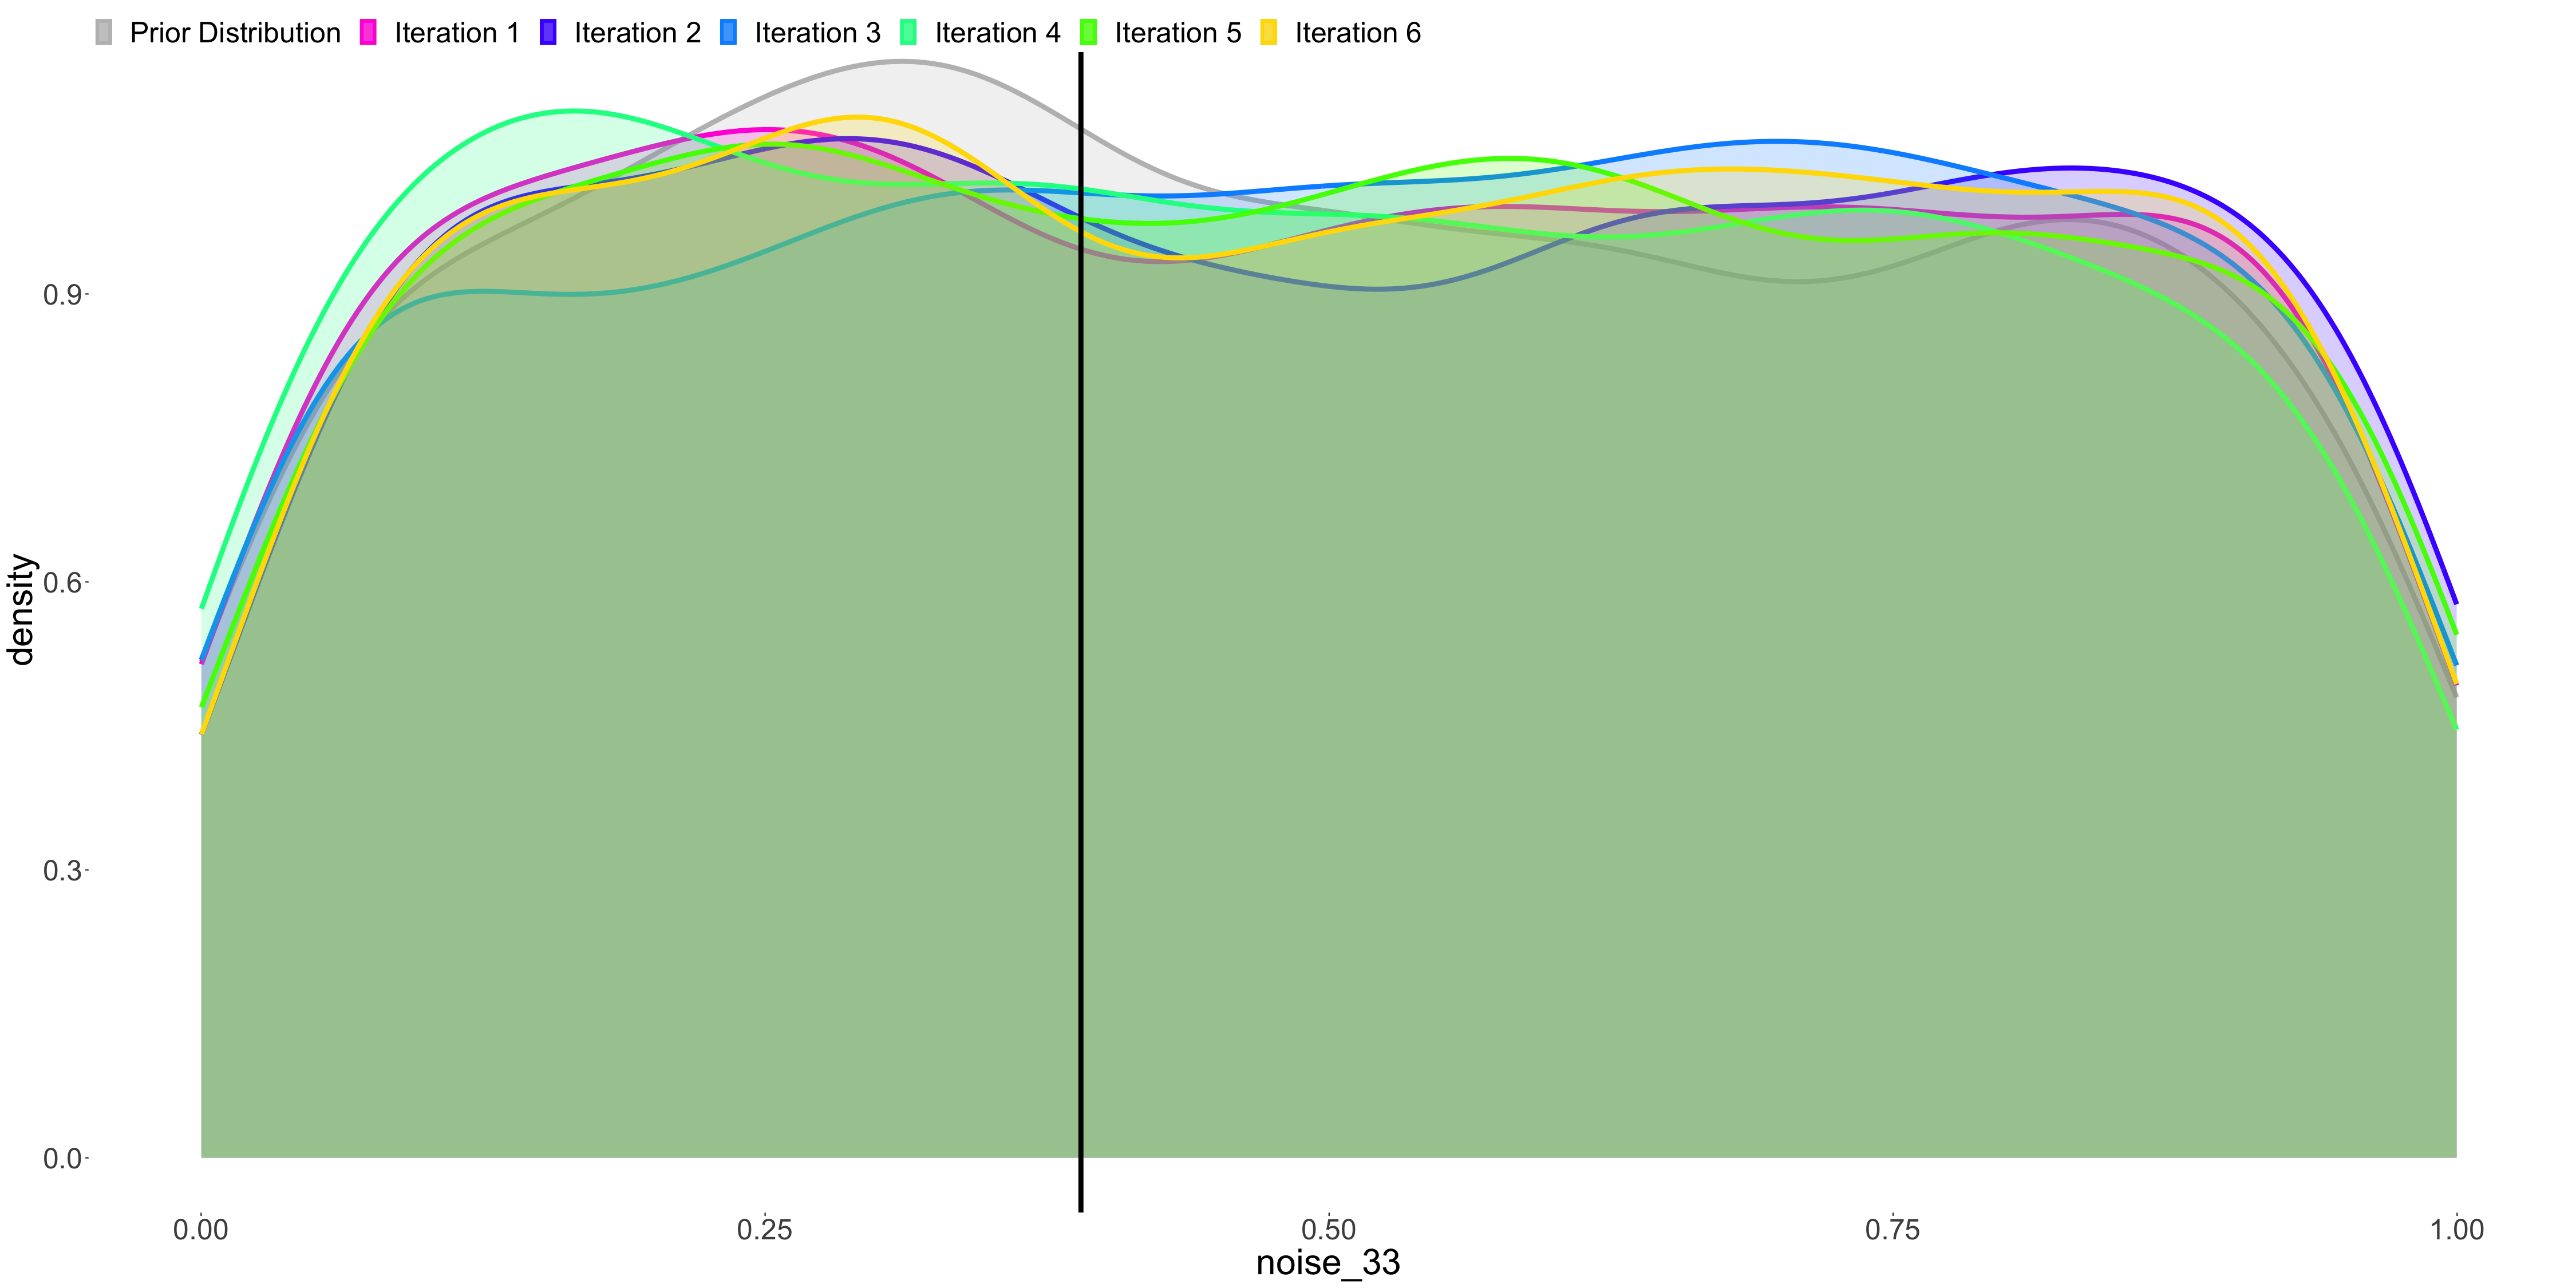 Prior Distribution Iteration 1 Iteration 2 Iteration 3 Iteration 4 Iteration 5 Iteration 6
density
0.9
0.6
0.3
0.0
0.00 0.25 0.50 0.75 1.00
noise_33